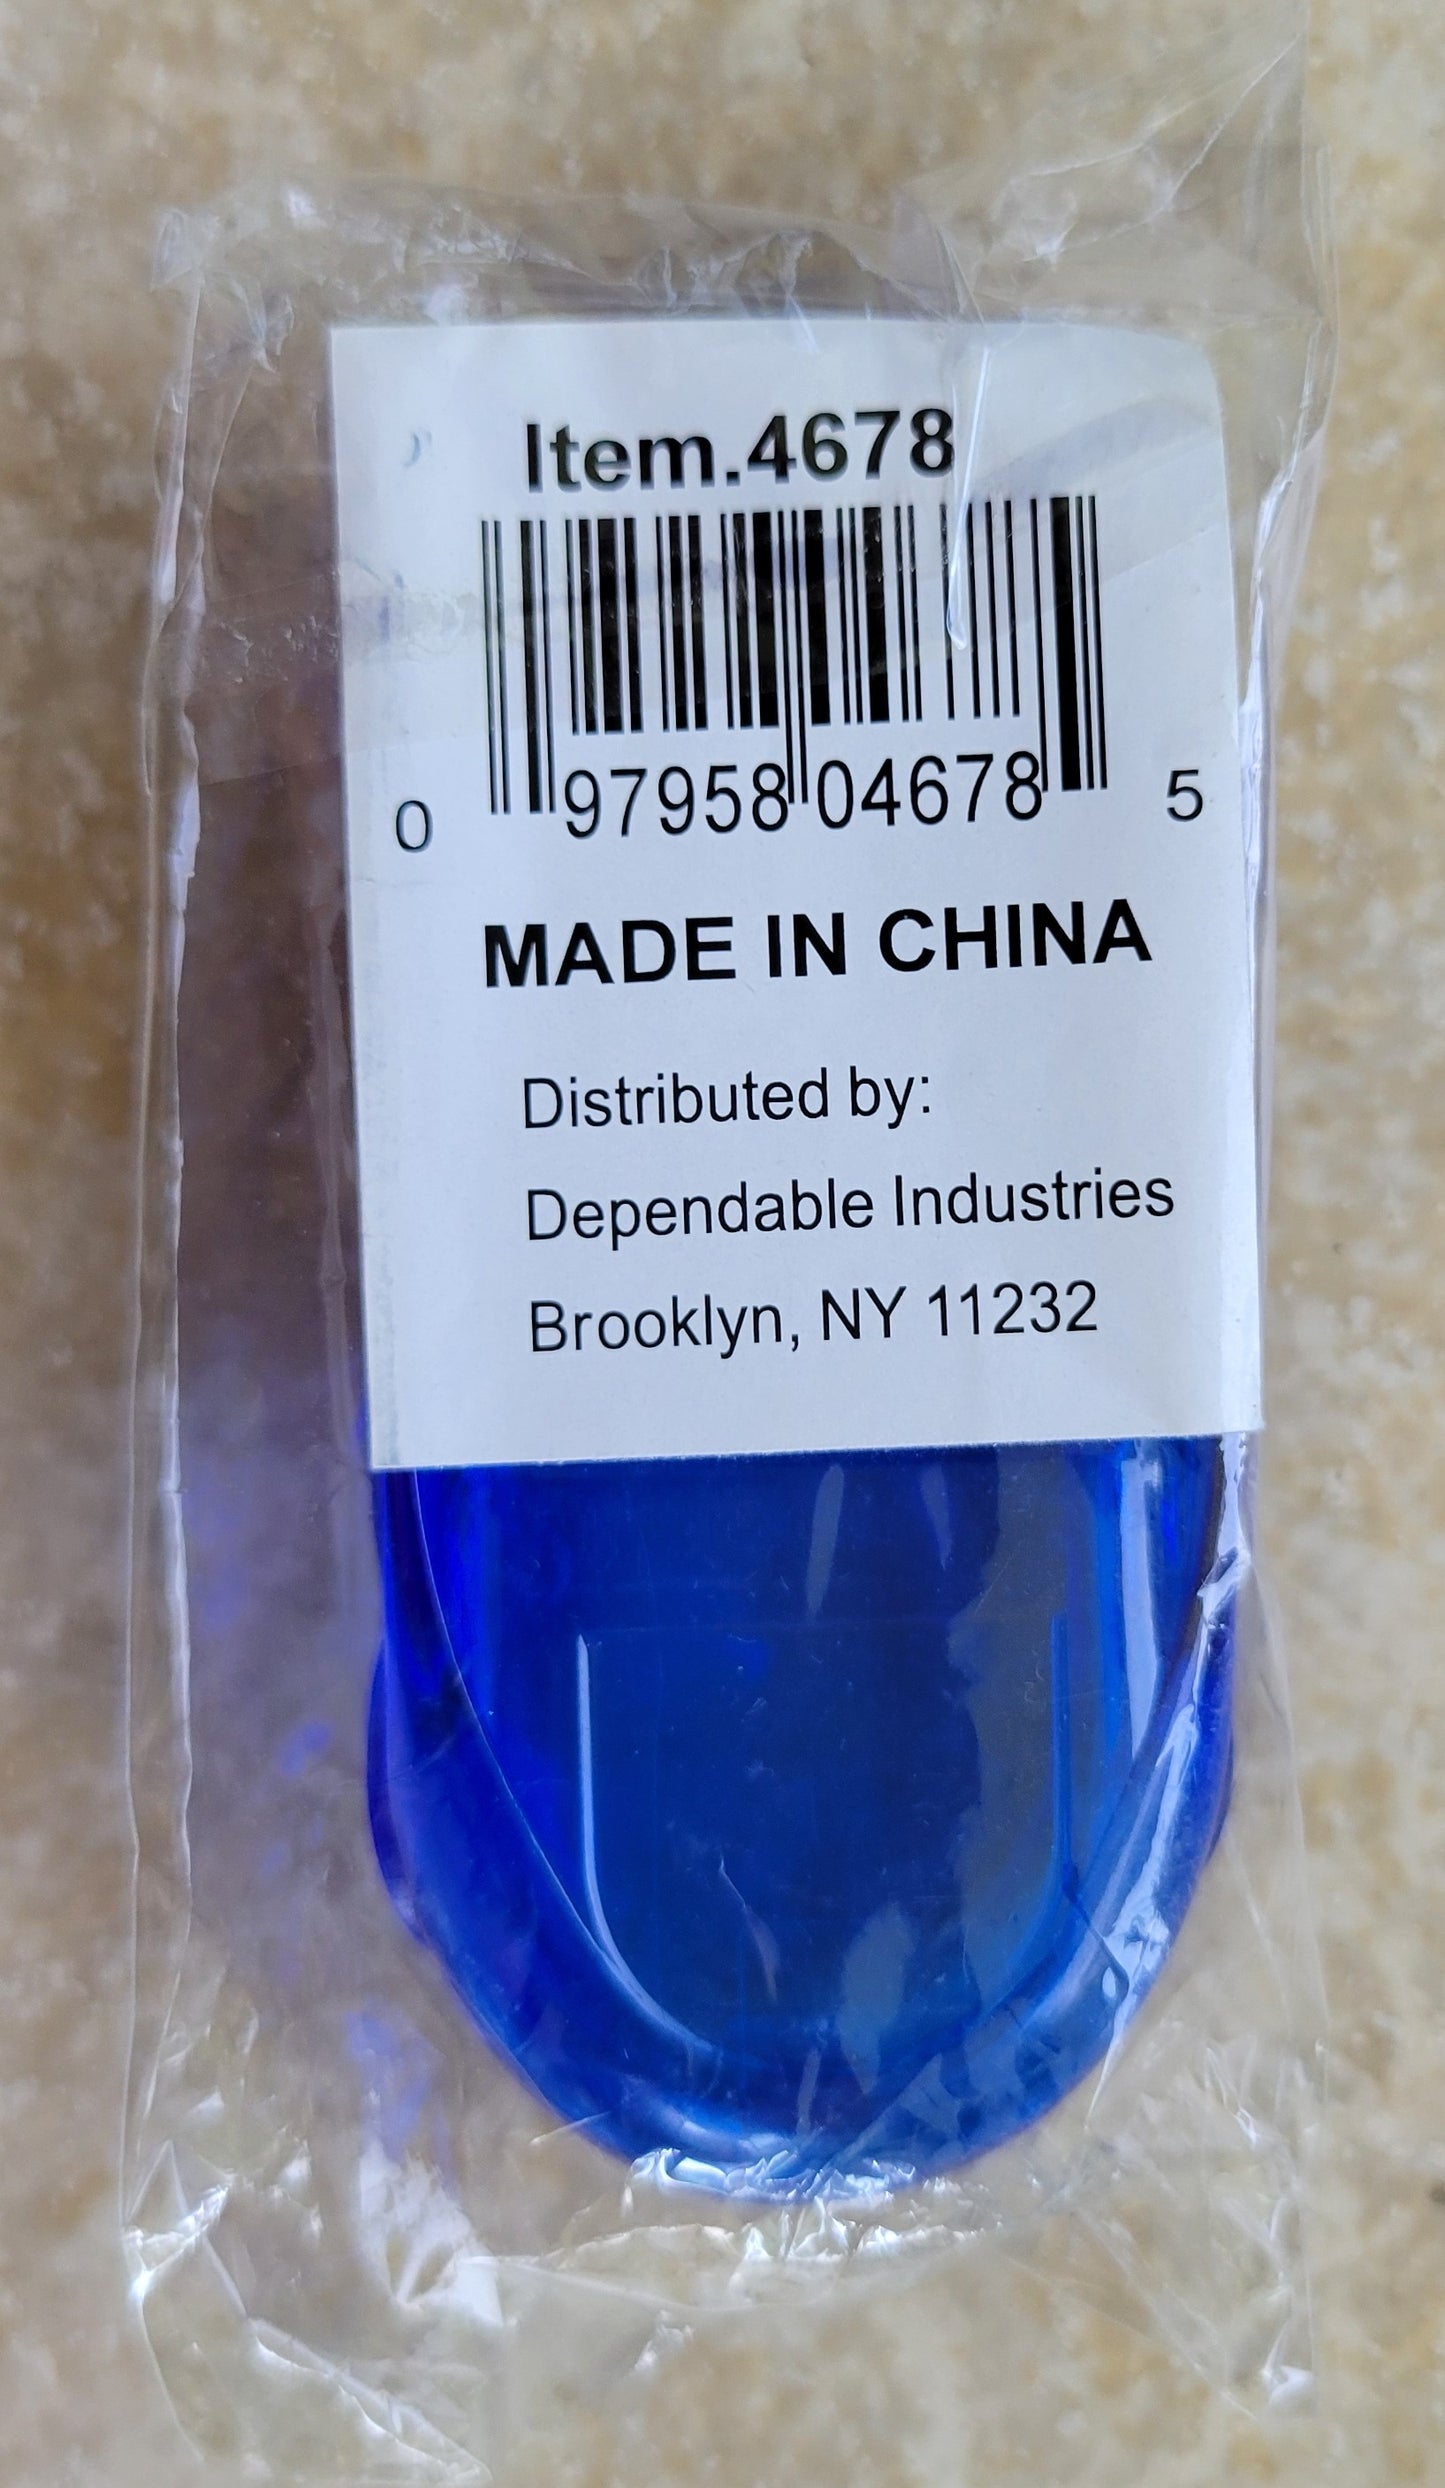 Item.4678
0 97958 04678 5
MADE IN CHINA
Distributed by:
Dependable Industries
Brooklyn, NY 11232